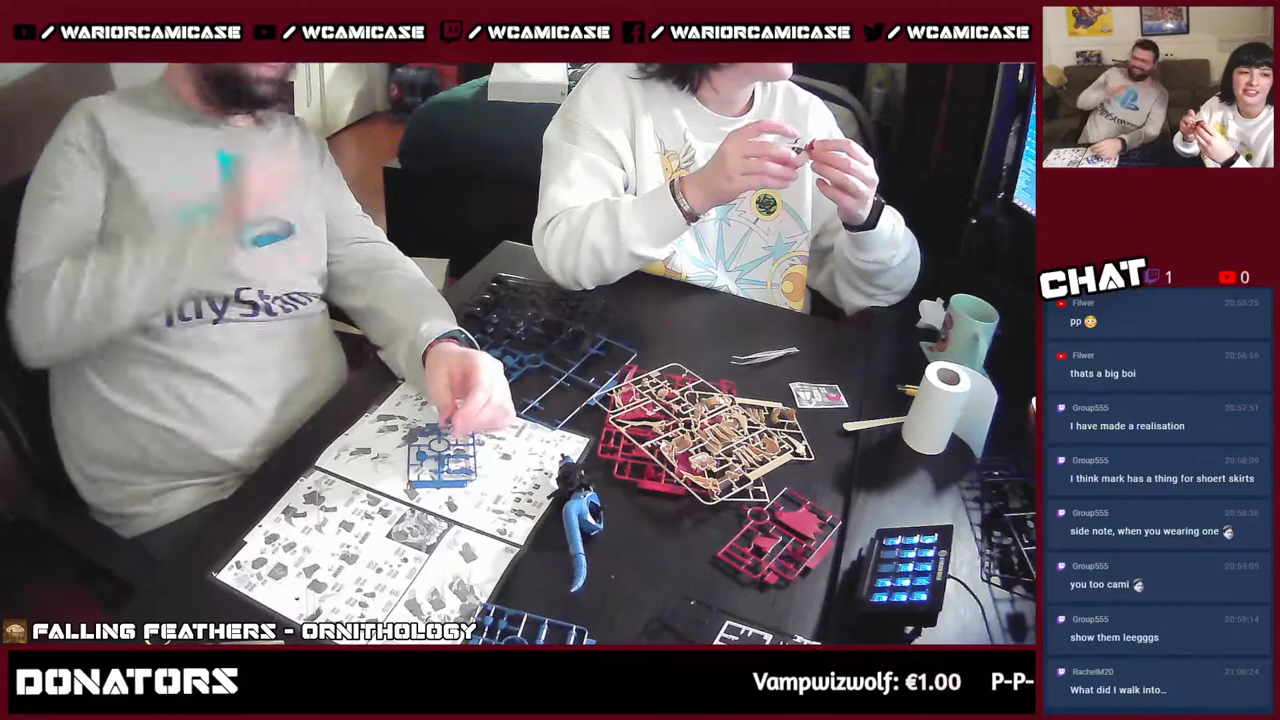 / WARIORCAMICASE / WCAMICASE / WCAMICASE / WARIORCAMICASE / WCAMICASE
CHAT 1 0
Filwer 20:55:25
pp 😳
Filwer 20:56:56
thats a big boi
Group555 20:57:51
I have made a realisation
Group555 20:58:09
I think mark has a thing for shoert skirts
Group555 20:58:26
side note, when you wearing one
Group555 20:59:09
you too cami
Group555 20:59:14
show them leegggs
RachelM20 21:00:24
What did I walk into…
FALLING FEATHERS - ORNITHOLOGY
DONATORS
Vampwizwolf: €1.00 P-P-